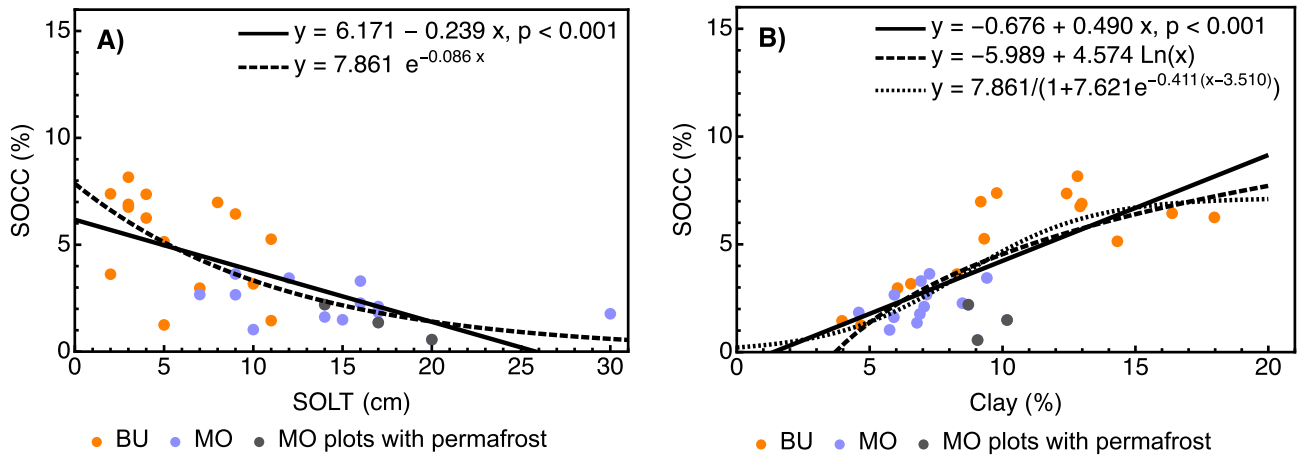 A)
y = 6.171 − 0.239 x, p < 0.001
y = 7.861 e^−0.086 x
SOCC (%)
15
10
5
0
0 5 10 15 20 25 30
SOLT (cm)
BU MO MO plots with permafrost
B)
y = −0.676 + 0.490 x, p < 0.001
y = −5.989 + 4.574 Ln(x)
y = 7.861/(1+7.621e^−0.411(x−3.510))
SOCC (%)
15
10
5
0
0 5 10 15 20
Clay (%)
BU MO MO plots with permafrost